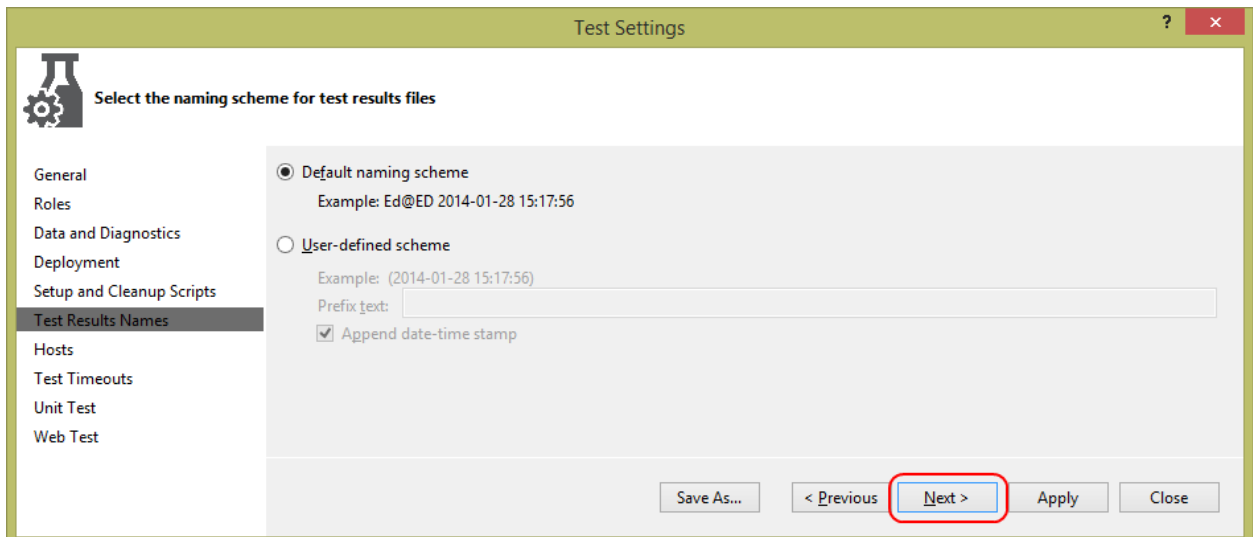 Test Settings
?
×
Select the naming scheme for test results files
General
Roles
Data and Diagnostics
Deployment
Setup and Cleanup Scripts
Test Results Names
Hosts
Test Timeouts
Unit Test
Web Test
Default naming scheme
Example: Ed@ED 2014-01-28 15:17:56
User-defined scheme
Example: (2014-01-28 15:17:56)
Prefix text:
Append date-time stamp
Save As...
< Previous
Next >
Apply
Close